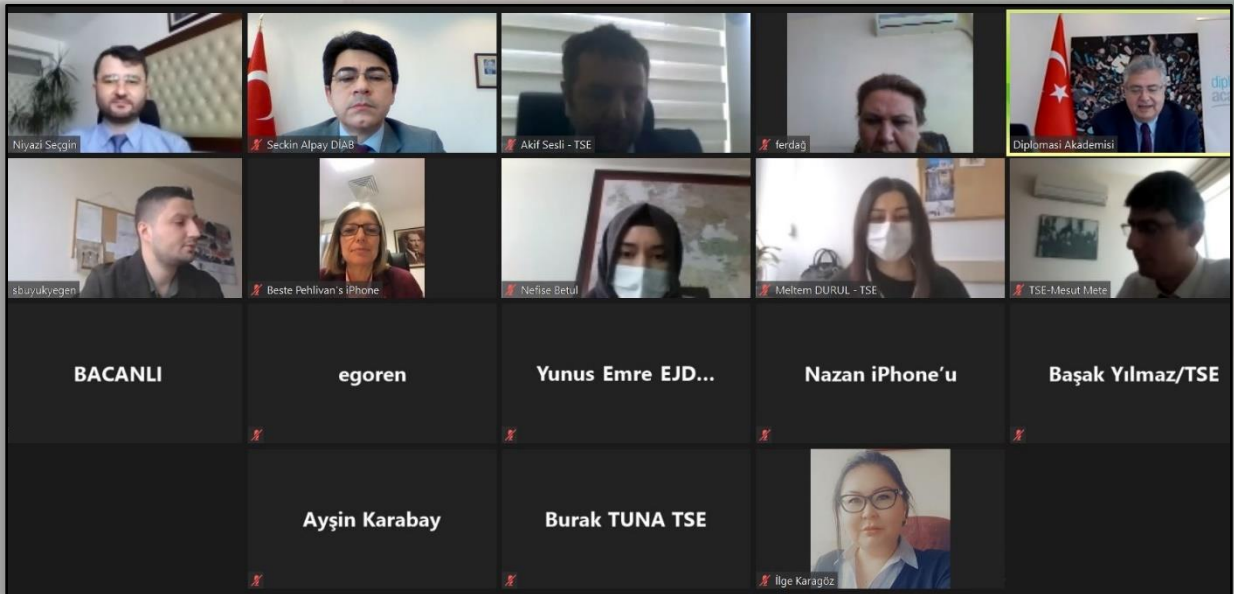 Niyazi Seçgin
Seckin Alpay DİAB
Akif Sesli - TSE
ferdağ
Diplomasi Akademisi
sbuyukyegen
Beste Pehlivan's iPhone
Nefise Betul
Meltem DURUL - TSE
TSE-Mesut Mete
BACANLI
egoren
Yunus Emre EJD...
Nazan iPhone'u
Başak Yılmaz/TSE
Ayşin Karabay
Burak TUNA TSE
İlge Karagöz